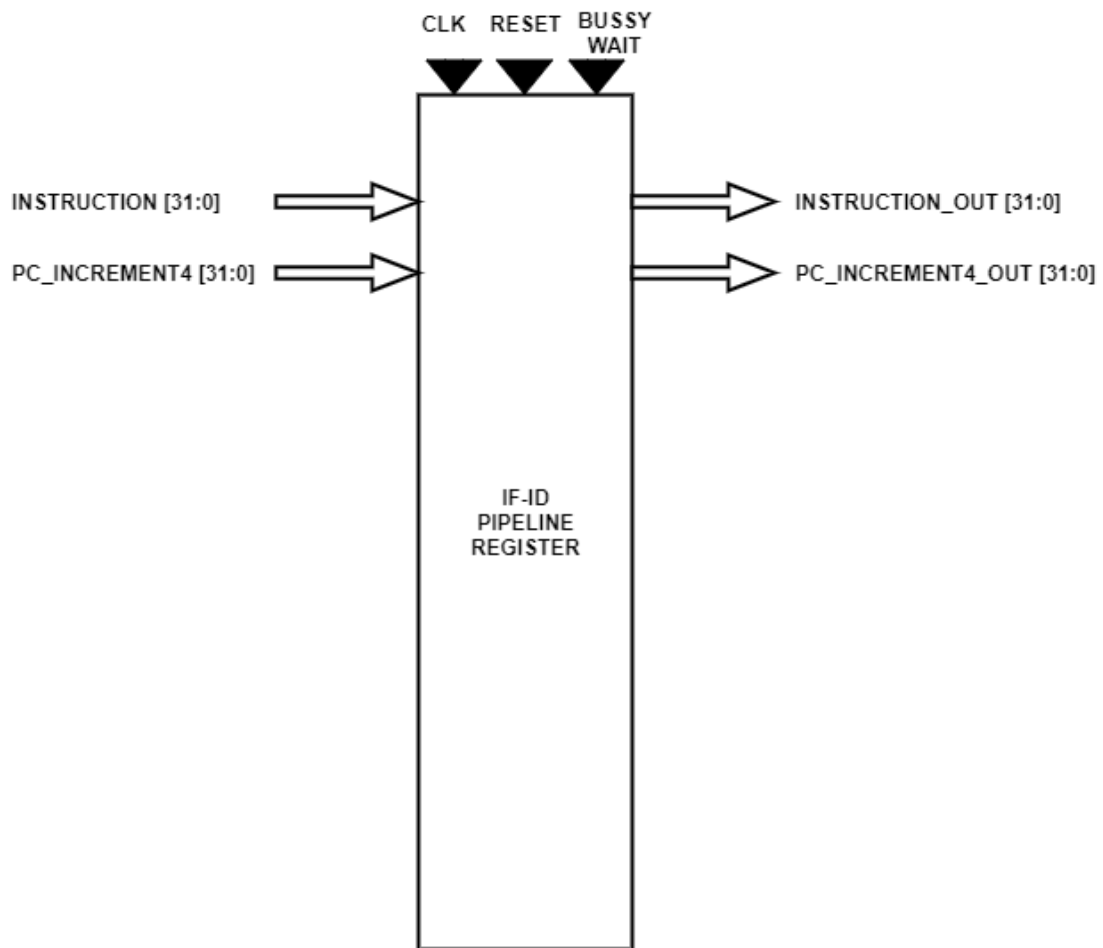 CLK RESET BUSSY
WAIT
INSTRUCTION [31:0] INSTRUCTION_OUT [31:0]
PC_INCREMENT4 [31:0] PC_INCREMENT4_OUT [31:0]
IF-ID
PIPELINE
REGISTER